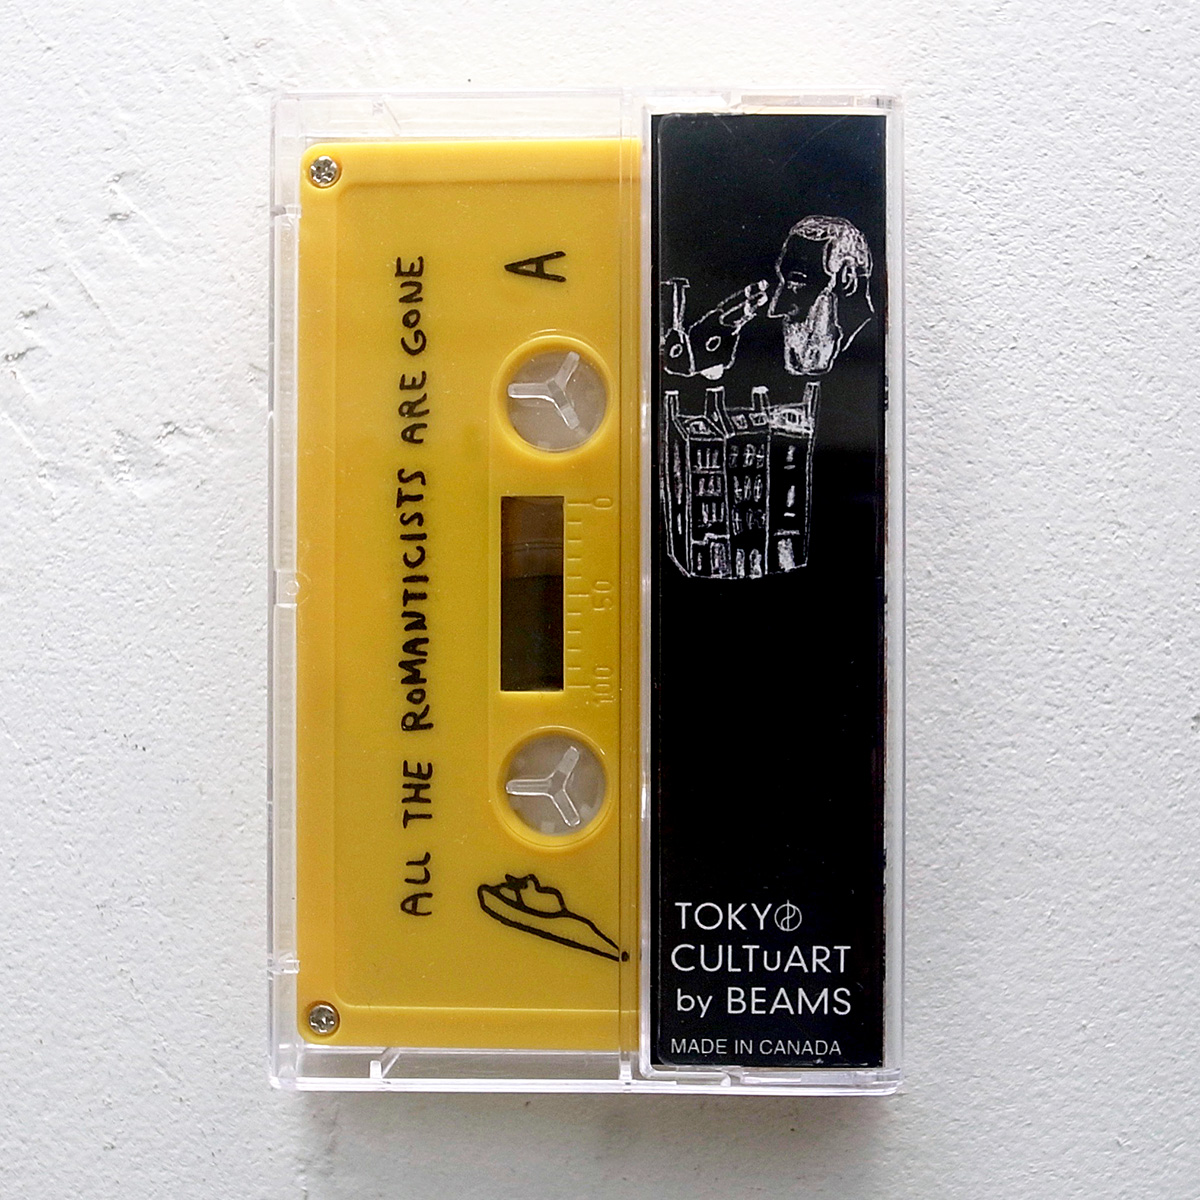 ALL THE ROMANTICISTS ARE GONE
A
0
50
100
TOKYO
CULTuART
by BEAMS
MADE IN CANADA